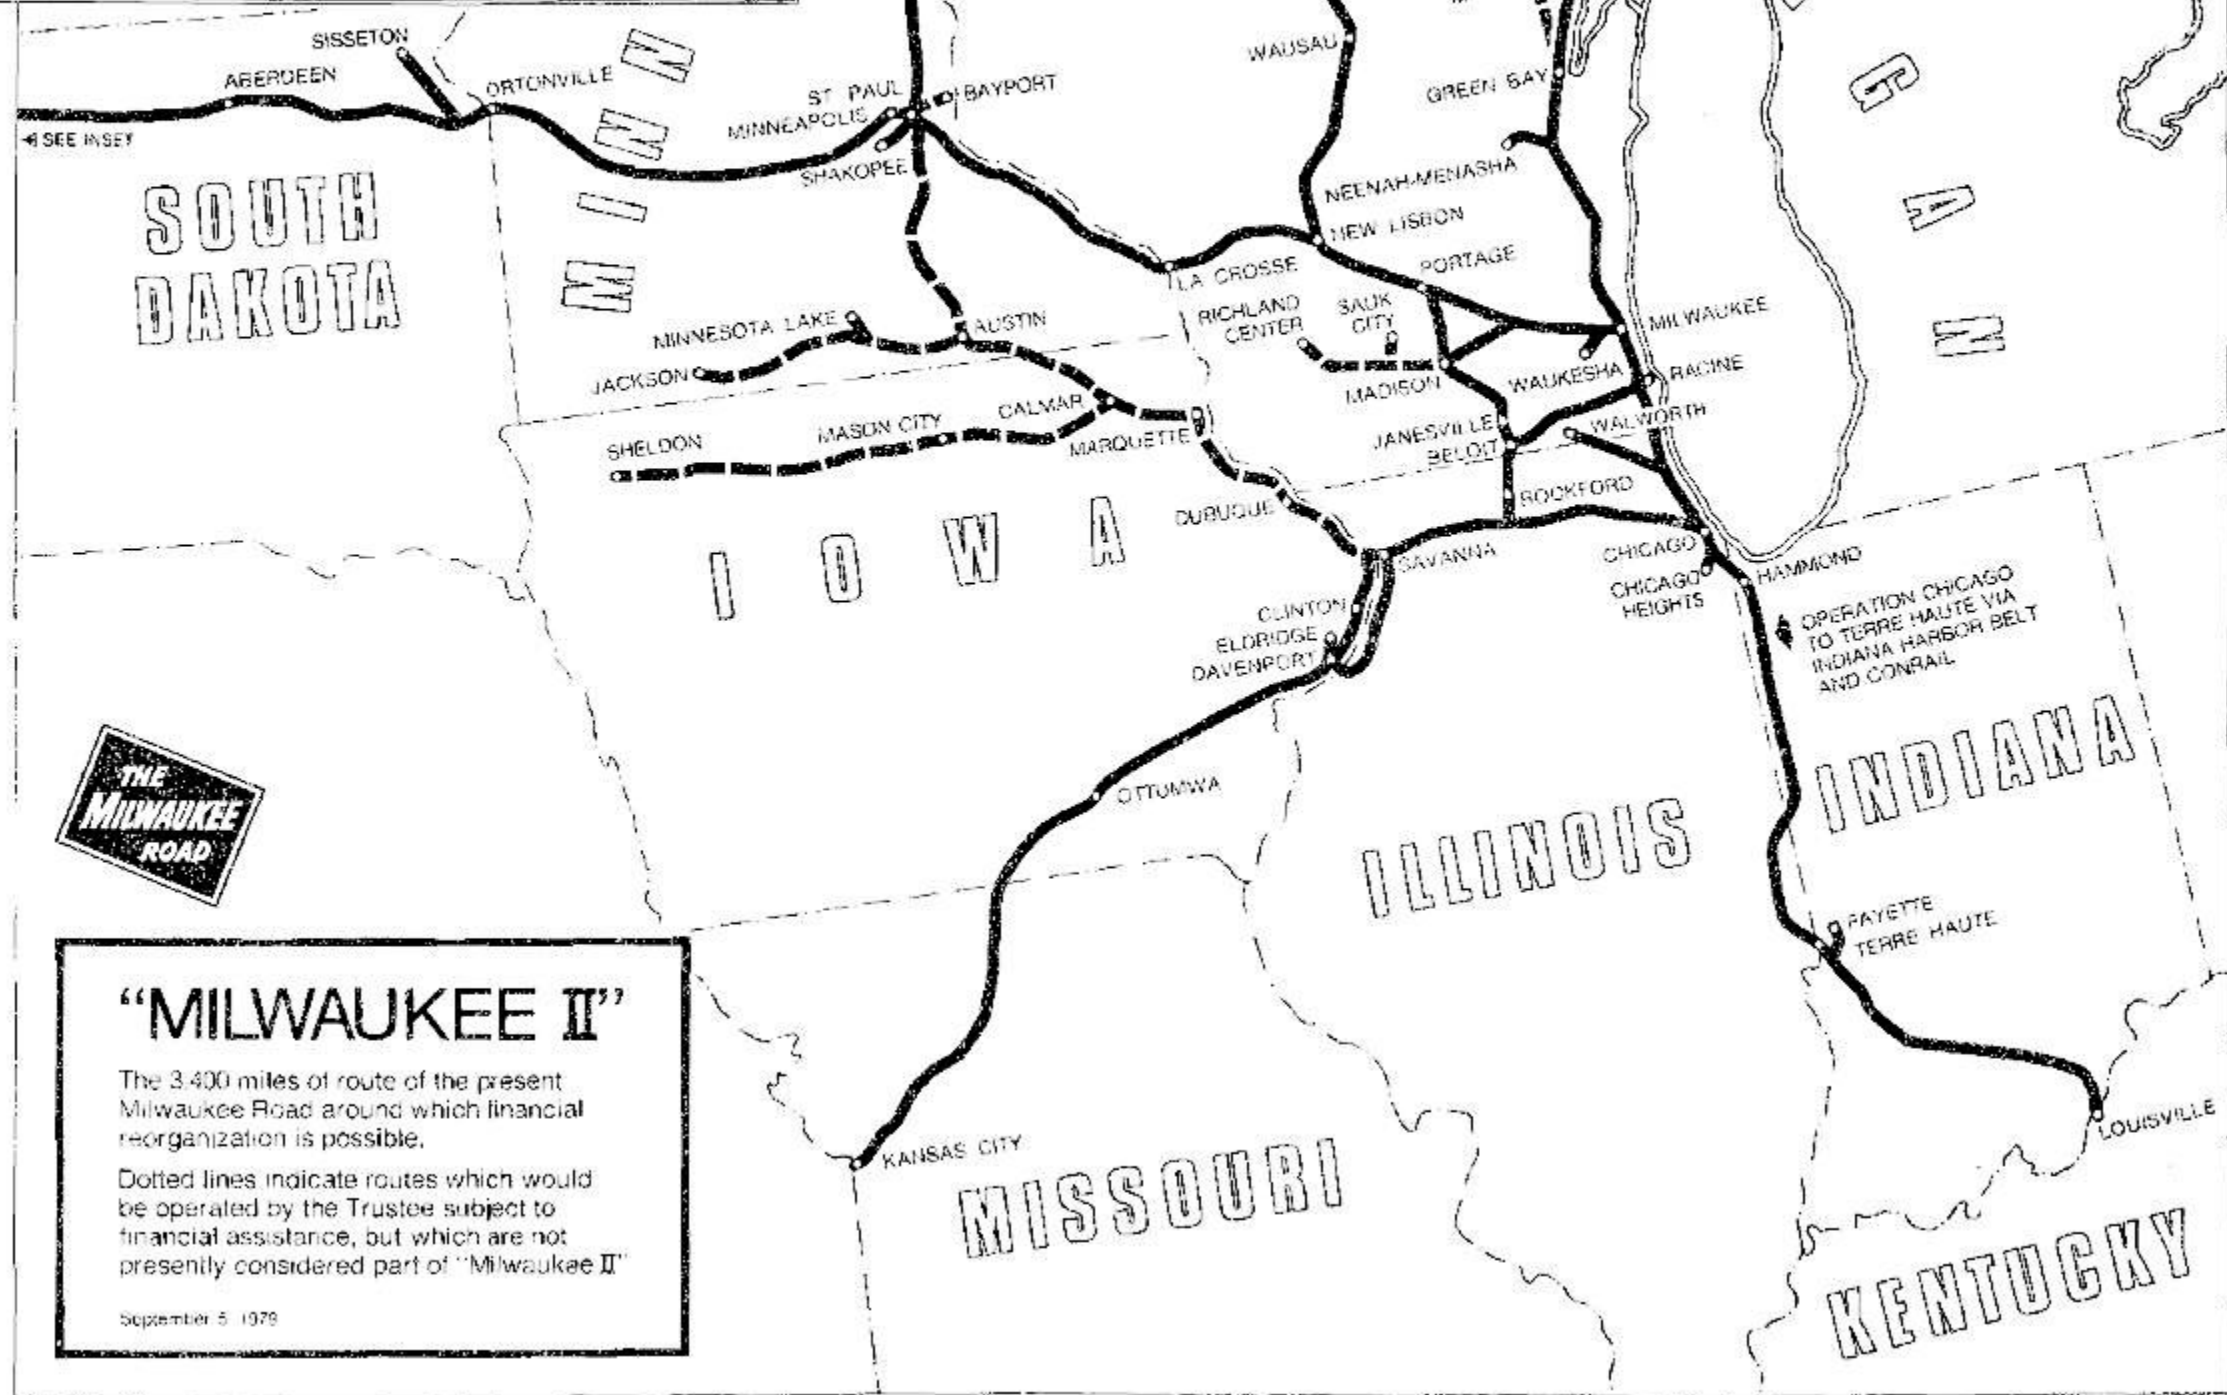 SISSETON
ABERDEEN
ORTONVILLE
ST PAUL
BAYPORT
MINNEAPOLIS
SHAKOPEE
WAUSAU
GREEN BAY
SEE INSET
NEENAH-MENASHA
NEW LISBON
PORTAGE
LA CROSSE
SOUTH
DAKOTA
MINN
G
A
N
RICHLAND
CENTER
SAUK
CITY
MILWAUKEE
MINNESOTA LAKE
AUSTIN
JACKSON
MADISON
WAUKESHA
RACINE
WALWORTH
SHELDON
MASON CITY
CALMAR
MARQUETTE
JANESVILLE
BELOIT
ROCKFORD
DUBUQUE
IOWA
SAVANNA
CHICAGO
HAMMOND
CHICAGO
HEIGHTS
CLINTON
ELDRIDGE
DAVENPORT
OPERATION CHICAGO
TO TERRE HAUTE VIA
INDIANA HARBOR BELT
AND CONRAIL
INDIANA
OTTUMWA
ILLINOIS
FAYETTE
TERRE HAUTE
LOUISVILLE
KANSAS CITY
MISSOURI
KENTUCKY
THE
MILWAUKEE
ROAD
“MILWAUKEE II”
The 3,400 miles of route of the present
Milwaukee Road around which financial
reorganization is possible.
Dotted lines indicate routes which would
be operated by the Trustee subject to
financial assistance, but which are not
presently considered part of “Milwaukee II”
September 5, 1979